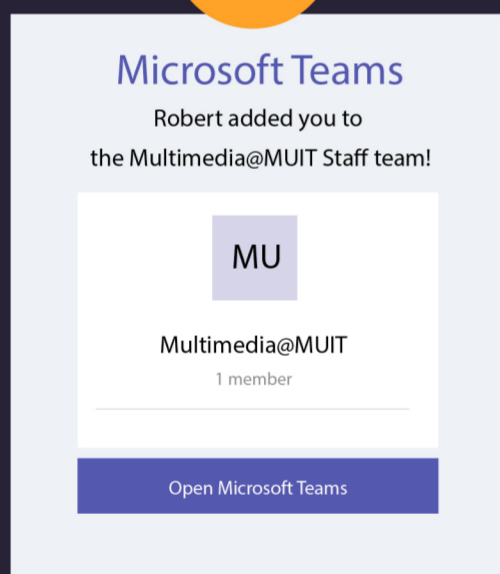 Microsoft Teams
Robert added you to
the Multimedia@MUIT Staff team!
MU
Multimedia@MUIT
1 member
Open Microsoft Teams